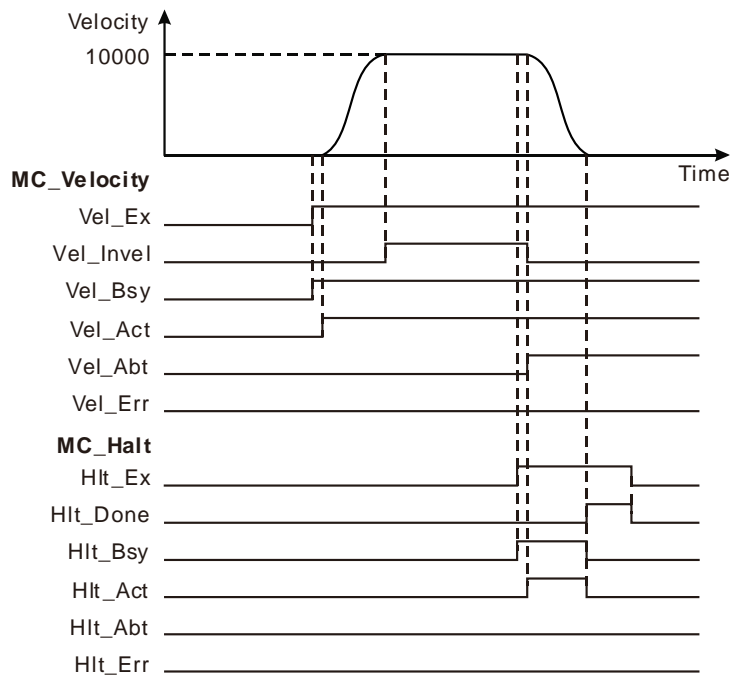 Velocity
10000
Time
MC_Velocity
Vel_Ex
Vel_Invel
Vel_Bsy
Vel_Act
Vel_Abt
Vel_Err
MC_Halt
Hlt_Ex
Hlt_Done
Hlt_Bsy
Hlt_Act
Hlt_Abt
Hlt_Err